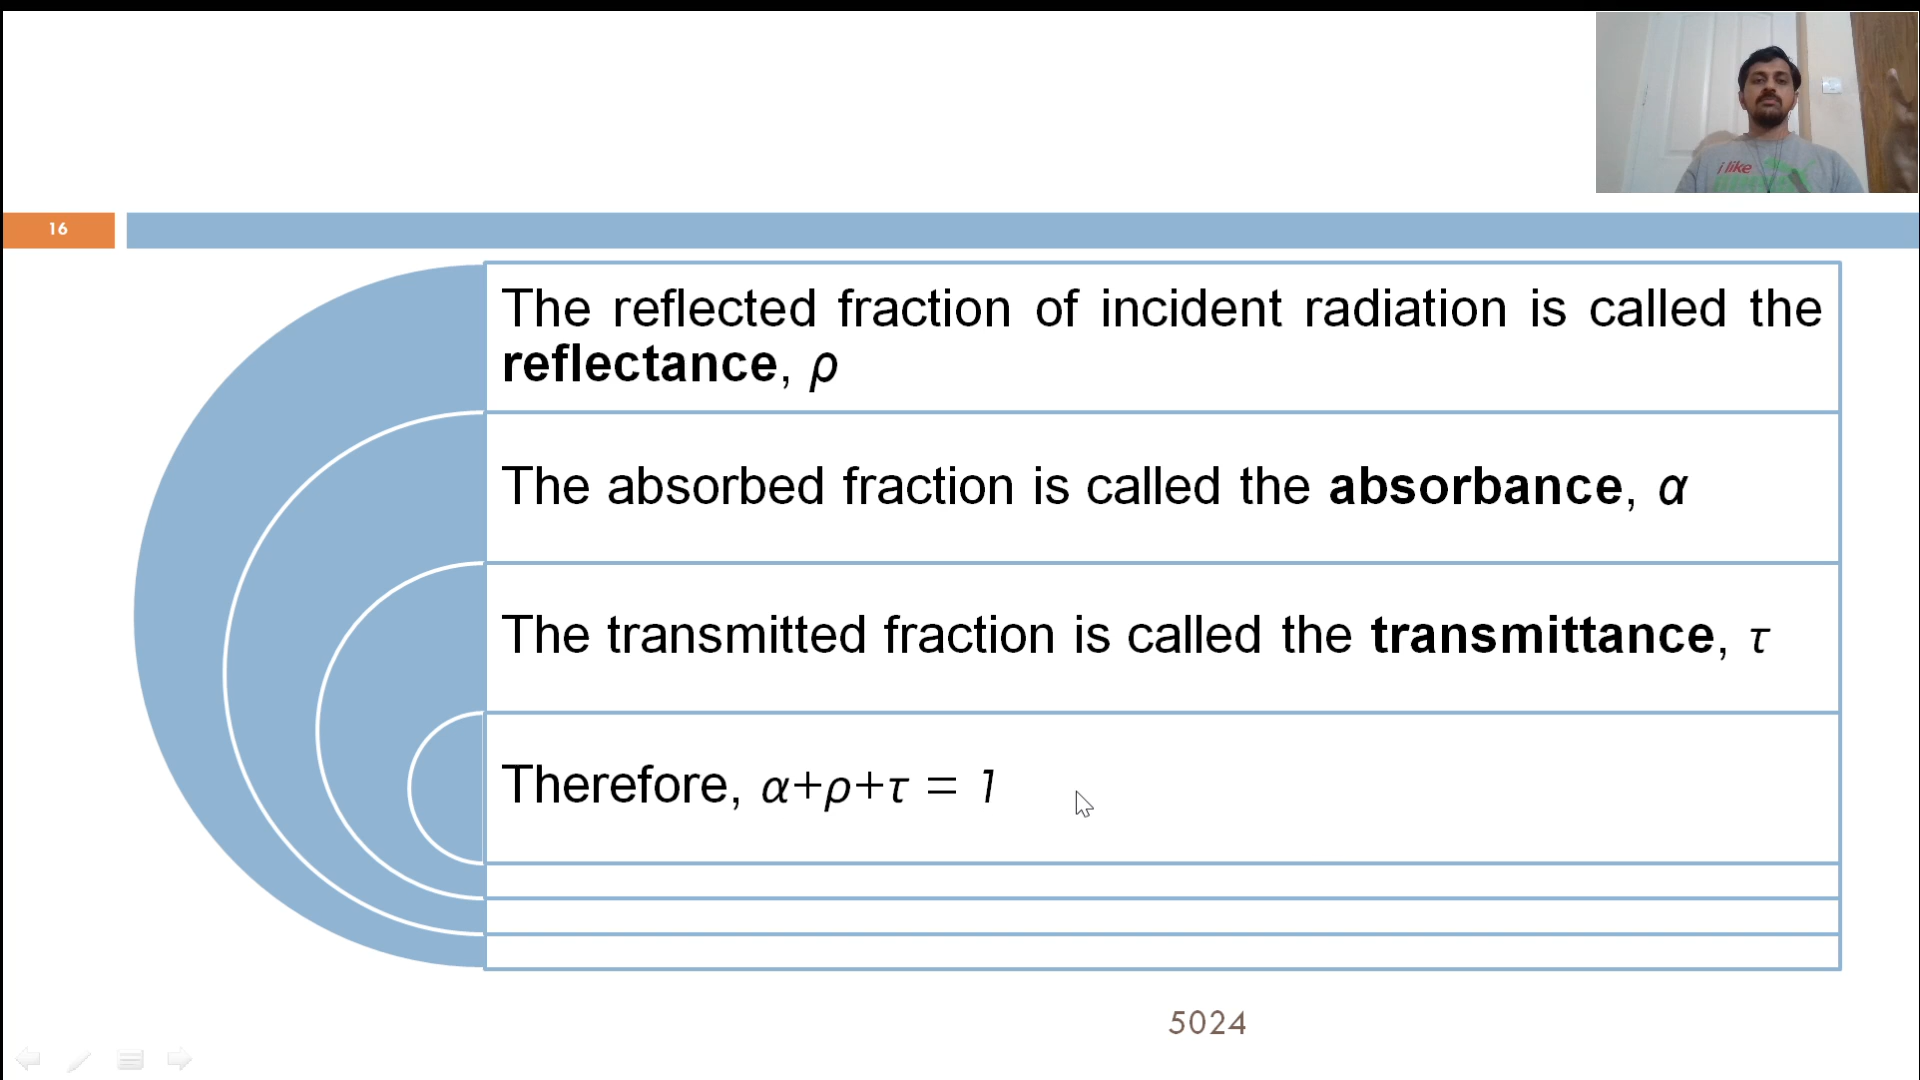 i like
16
The reflected fraction of incident radiation is called the
reflectance, ρ
The absorbed fraction is called the absorbance, α
The transmitted fraction is called the transmittance, τ
Therefore, α+ρ+τ = 1
5024